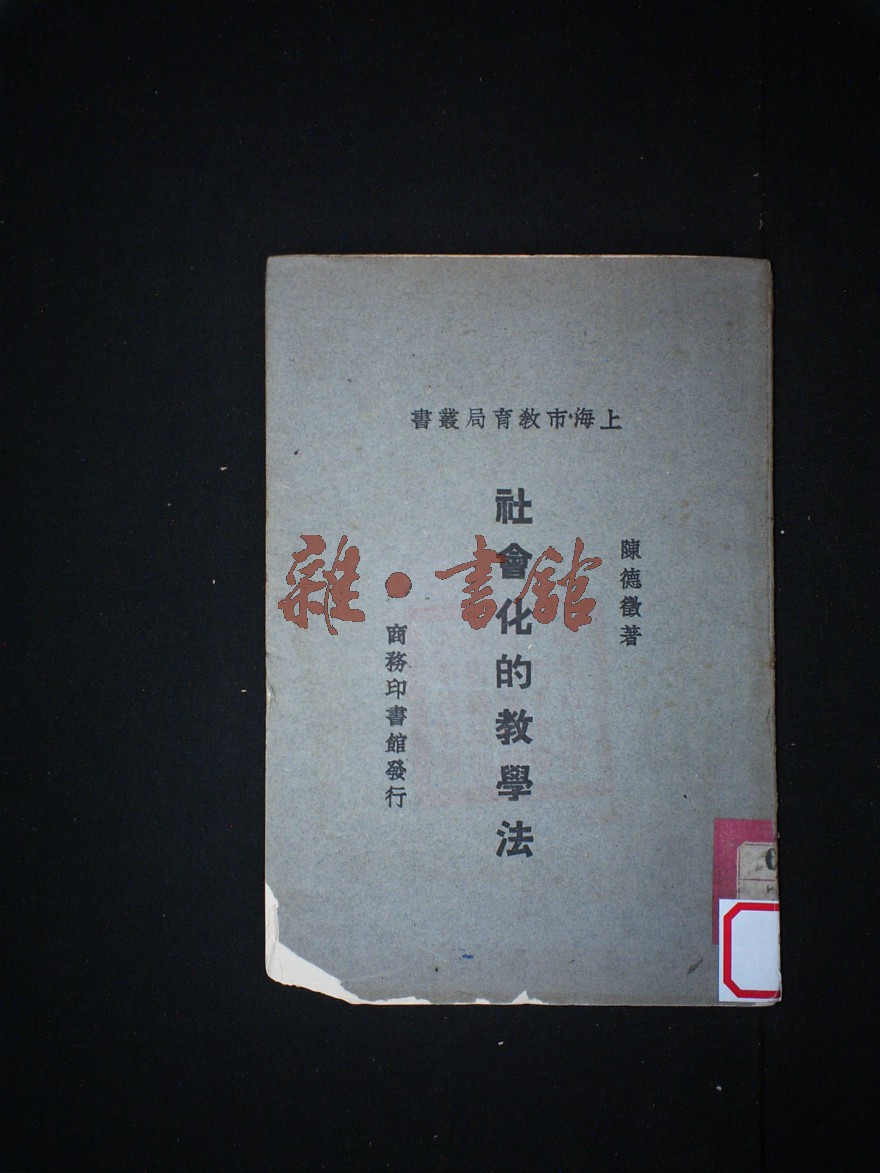 上海市教育局叢書
陳德徵著
社會化的教學法
商務印書館發行
雜·書館